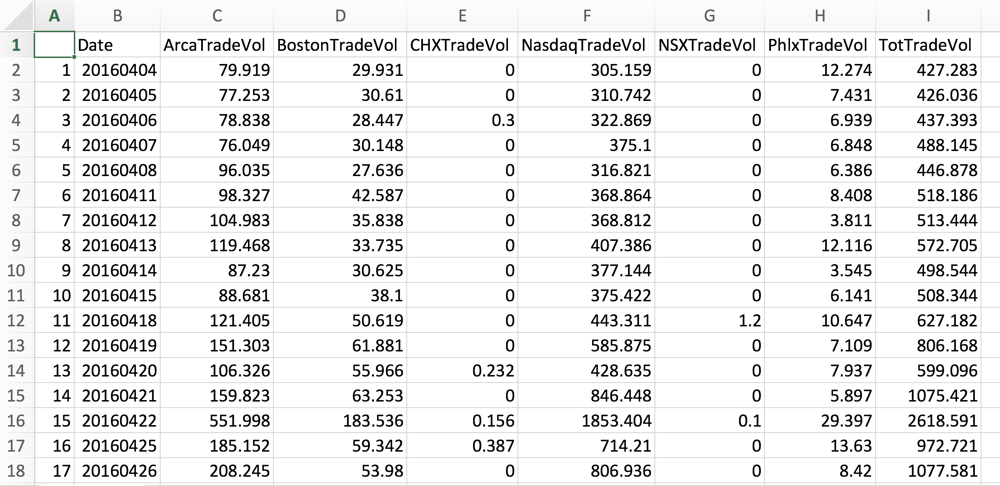 A B C D E F G H I
1 Date ArcaTradeVol BostonTradeVol CHXTradeVol NasdaqTradeVol NSXTradeVol PhlxTradeVol TotTradeVol
2 1 20160404 79.919 29.931 0 305.159 0 12.274 427.283
3 2 20160405 77.253 30.61 0 310.742 0 7.431 426.036
4 3 20160406 78.838 28.447 0.3 322.869 0 6.939 437.393
5 4 20160407 76.049 30.148 0 375.1 0 6.848 488.145
6 5 20160408 96.035 27.636 0 316.821 0 6.386 446.878
7 6 20160411 98.327 42.587 0 368.864 0 8.408 518.186
8 7 20160412 104.983 35.838 0 368.812 0 3.811 513.444
9 8 20160413 119.468 33.735 0 407.386 0 12.116 572.705
10 9 20160414 87.23 30.625 0 377.144 0 3.545 498.544
11 10 20160415 88.681 38.1 0 375.422 0 6.141 508.344
12 11 20160418 121.405 50.619 0 443.311 1.2 10.647 627.182
13 12 20160419 151.303 61.881 0 585.875 0 7.109 806.168
14 13 20160420 106.326 55.966 0.232 428.635 0 7.937 599.096
15 14 20160421 159.823 63.253 0 846.448 0 5.897 1075.421
16 15 20160422 551.998 183.536 0.156 1853.404 0.1 29.397 2618.591
17 16 20160425 185.152 59.342 0.387 714.21 0 13.63 972.721
18 17 20160426 208.245 53.98 0 806.936 0 8.42 1077.581